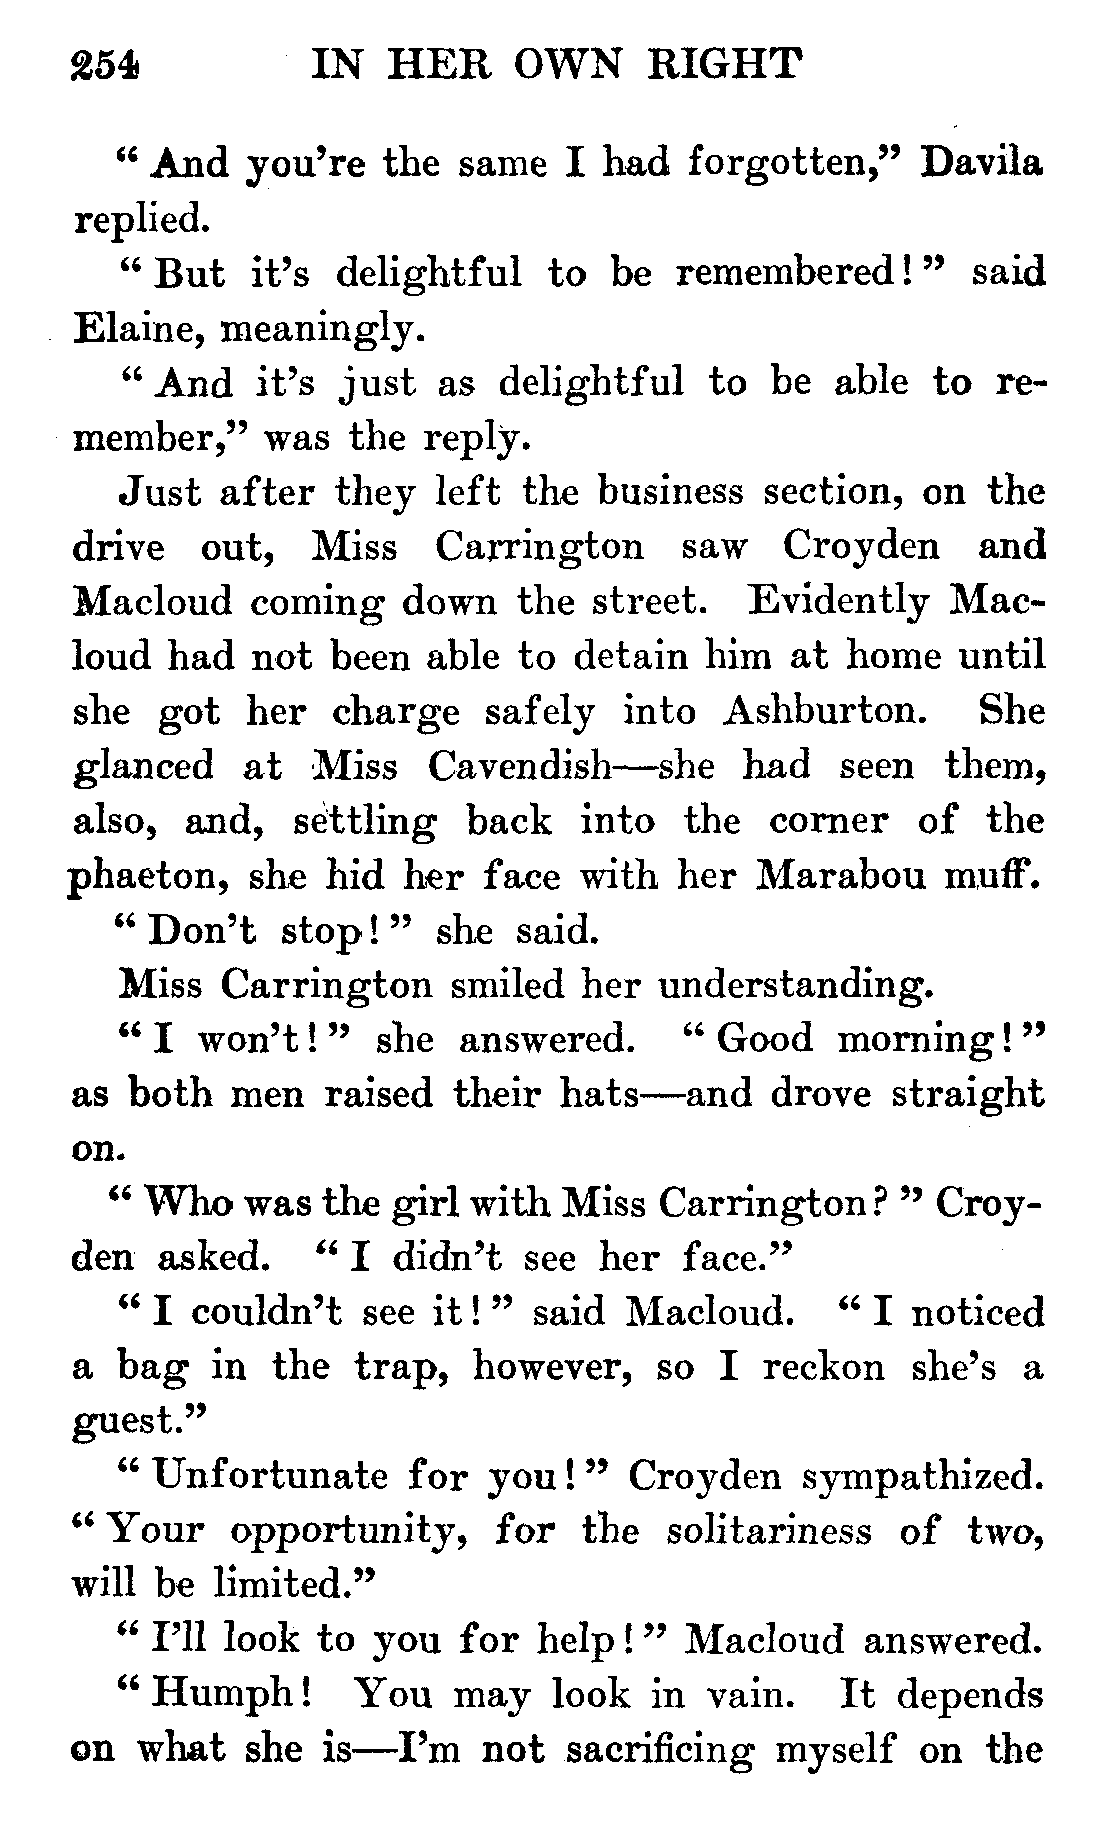 254 IN HER OWN RIGHT
“ And you’re the same I had forgotten,” Davila
replied.
“ But it’s delightful to be remembered! ” said
Elaine, meaningly.
“ And it’s just as delightful to be able to re-
member,” was the reply.
Just after they left the business section, on the
drive out, Miss Carrington saw Croyden and
Macloud coming down the street. Evidently Mac-
loud had not been able to detain him at home until
she got her charge safely into Ashburton. She
glanced at Miss Cavendish—she had seen them,
also, and, settling back into the corner of the
phaeton, she hid her face with her Marabou muff.
“ Don’t stop! ” she said.
Miss Carrington smiled her understanding.
“ I won’t! ” she answered. “ Good morning! ”
as both men raised their hats—and drove straight
on.
“ Who was the girl with Miss Carrington? ” Croy-
den asked. “ I didn’t see her face.”
“ I couldn’t see it! ” said Macloud. “ I noticed
a bag in the trap, however, so I reckon she’s a
guest.”
“ Unfortunate for you! ” Croyden sympathized.
“ Your opportunity, for the solitariness of two,
will be limited.”
“ I’ll look to you for help! ” Macloud answered.
“ Humph! You may look in vain. It depends
on what she is—I’m not sacrificing myself on the